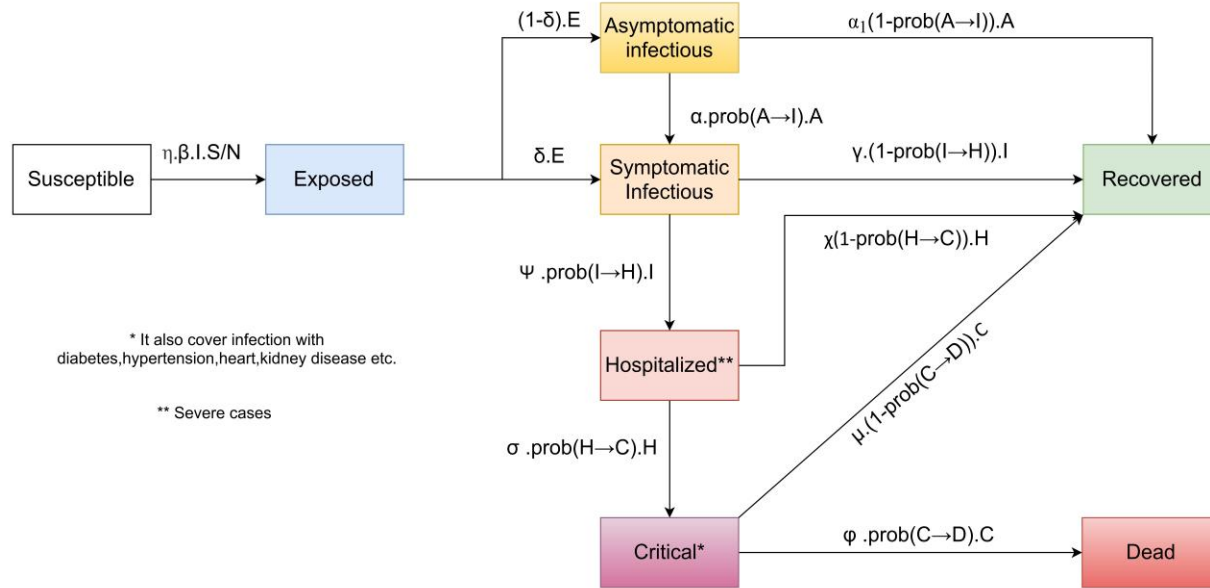 (1-δ).E
Asymptomatic
infectious
α₁(1-prob(A→I)).A
α.prob(A→I).A
Susceptible
η.β.I.S/N
Exposed
δ.E
Symptomatic
Infectious
γ.(1-prob(I→H)).I
Recovered
χ(1-prob(H→C)).H
Ψ .prob(I→H).I
* It also cover infection with
diabetes,hypertension,heart,kidney disease etc.
Hospitalized**
** Severe cases
μ.(1-prob(C→D)).C
σ .prob(H→C).H
Critical*
φ .prob(C→D).C
Dead